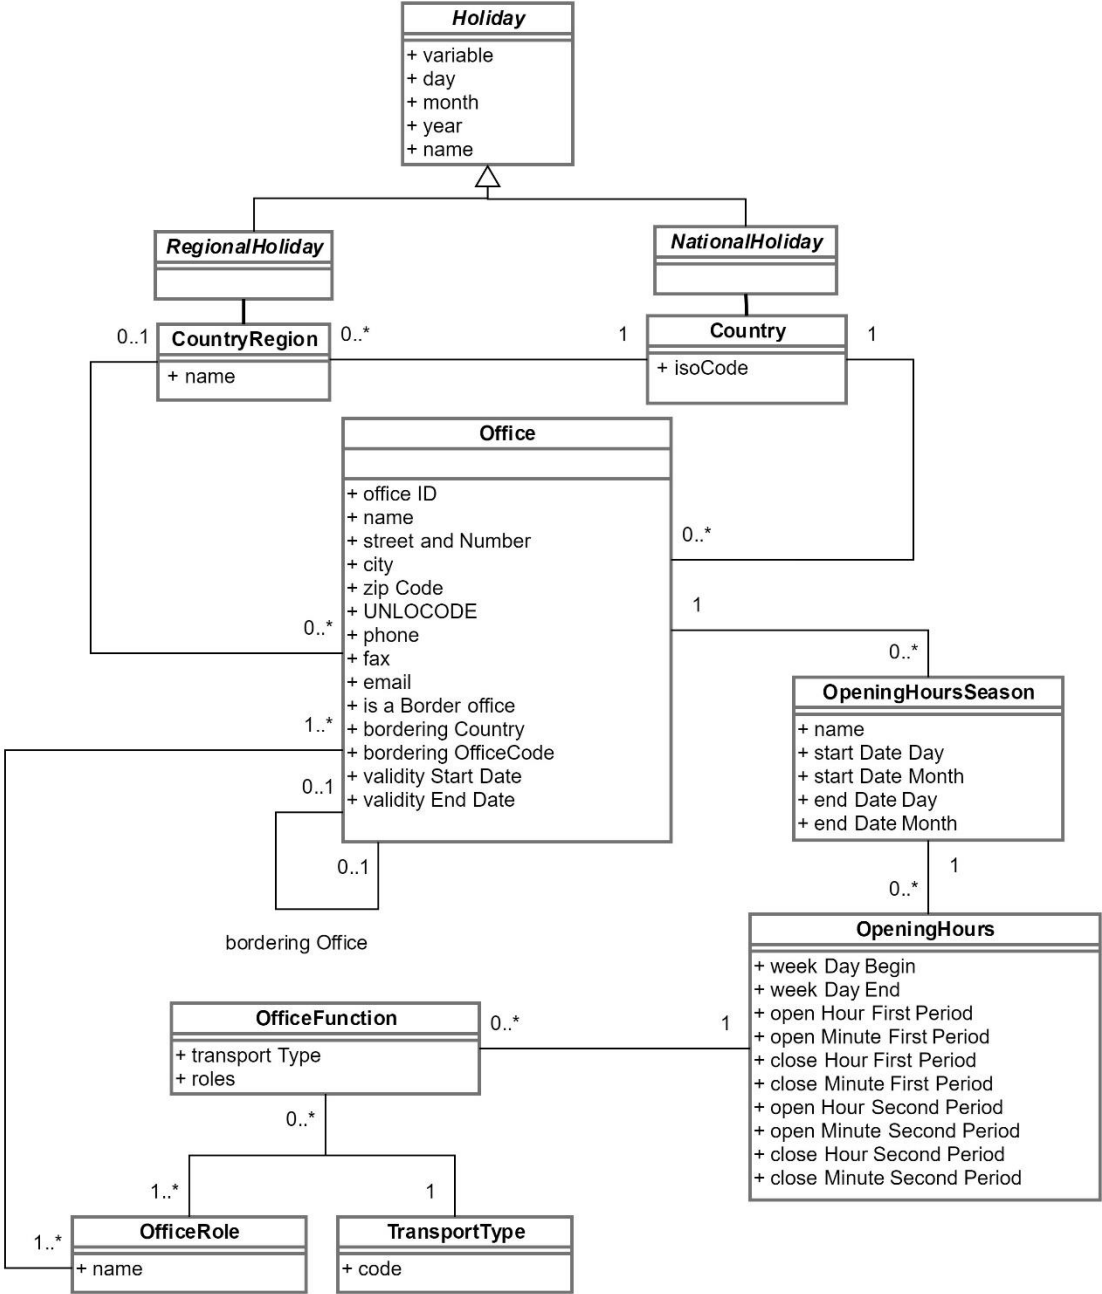 Holiday
+ variable
+ day
+ month
+ year
+ name
RegionalHoliday
NationalHoliday
0..1
CountryRegion
+ name
0..*
1
Country
+ isoCode
1
Office
+ office ID
+ name
+ street and Number
+ city
+ zip Code
+ UNLOCODE
+ phone
+ fax
+ email
+ is a Border office
+ bordering Country
+ bordering OfficeCode
+ validity Start Date
+ validity End Date
0..*
1
0..*
0..*
1..*
0..1
0..1
bordering Office
OpeningHoursSeason
+ name
+ start Date Day
+ start Date Month
+ end Date Day
+ end Date Month
1
0..*
OpeningHours
+ week Day Begin
+ week Day End
+ open Hour First Period
+ open Minute First Period
+ close Hour First Period
+ close Minute First Period
+ open Hour Second Period
+ open Minute Second Period
+ close Hour Second Period
+ close Minute Second Period
OfficeFunction
+ transport Type
+ roles
0..*
1
0..*
1..*
1
1..*
OfficeRole
+ name
TransportType
+ code